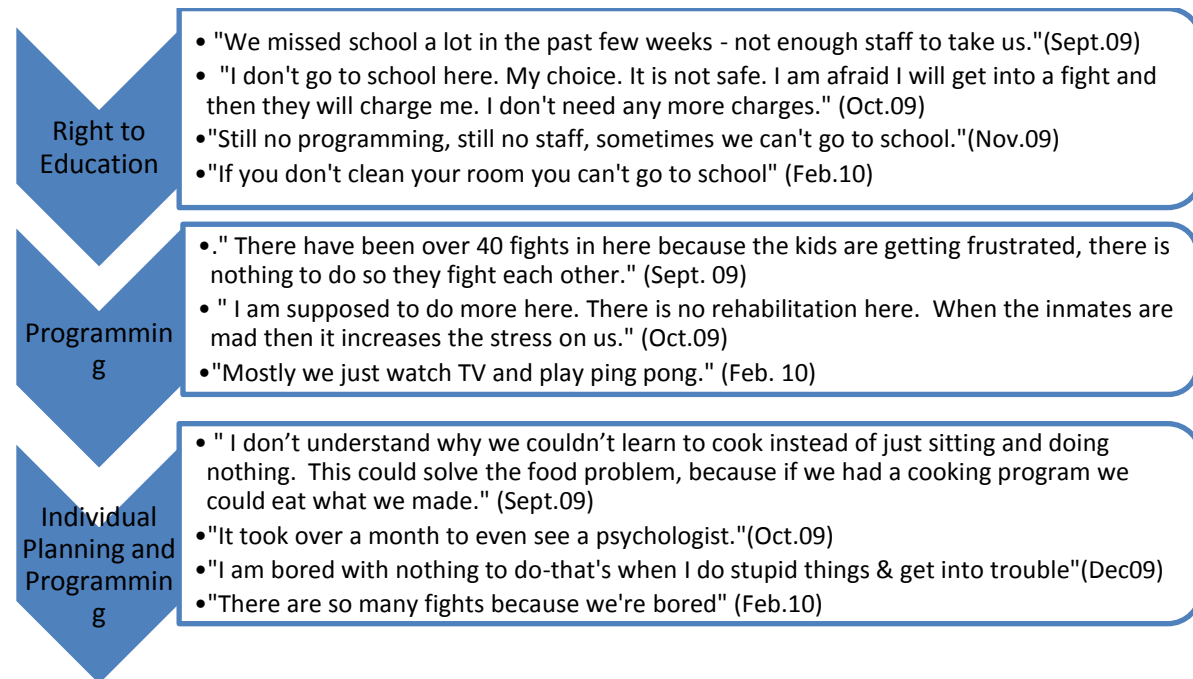 Right to
Education
• "We missed school a lot in the past few weeks - not enough staff to take us."(Sept.09)
• "I don't go to school here. My choice. It is not safe. I am afraid I will get into a fight and
then they will charge me. I don't need any more charges." (Oct.09)
•"Still no programming, still no staff, sometimes we can't go to school."(Nov.09)
•"If you don't clean your room you can't go to school" (Feb.10)
Programmin
g
•." There have been over 40 fights in here because the kids are getting frustrated, there is
nothing to do so they fight each other." (Sept. 09)
• " I am supposed to do more here. There is no rehabilitation here.  When the inmates are
mad then it increases the stress on us." (Oct.09)
•"Mostly we just watch TV and play ping pong." (Feb. 10)
Individual
Planning and
Programmin
g
• " I don’t understand why we couldn’t learn to cook instead of just sitting and doing
nothing.  This could solve the food problem, because if we had a cooking program we
could eat what we made." (Sept.09)
•"It took over a month to even see a psychologist."(Oct.09)
•"I am bored with nothing to do-that's when I do stupid things & get into trouble"(Dec09)
•"There are so many fights because we're bored" (Feb.10)